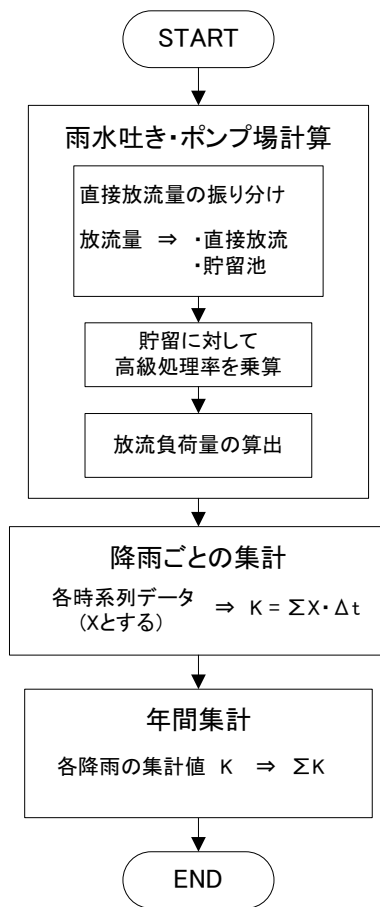 START
雨水吐き・ポンプ場計算
直接放流量の振り分け
放流量 ⇒ ・直接放流
・貯留池
貯留に対して
高級処理率を乗算
放流負荷量の算出
降雨ごとの集計
各時系列データ ⇒ K = ΣX・Δt
(Xとする)
年間集計
各降雨の集計値 K ⇒ ΣK
END